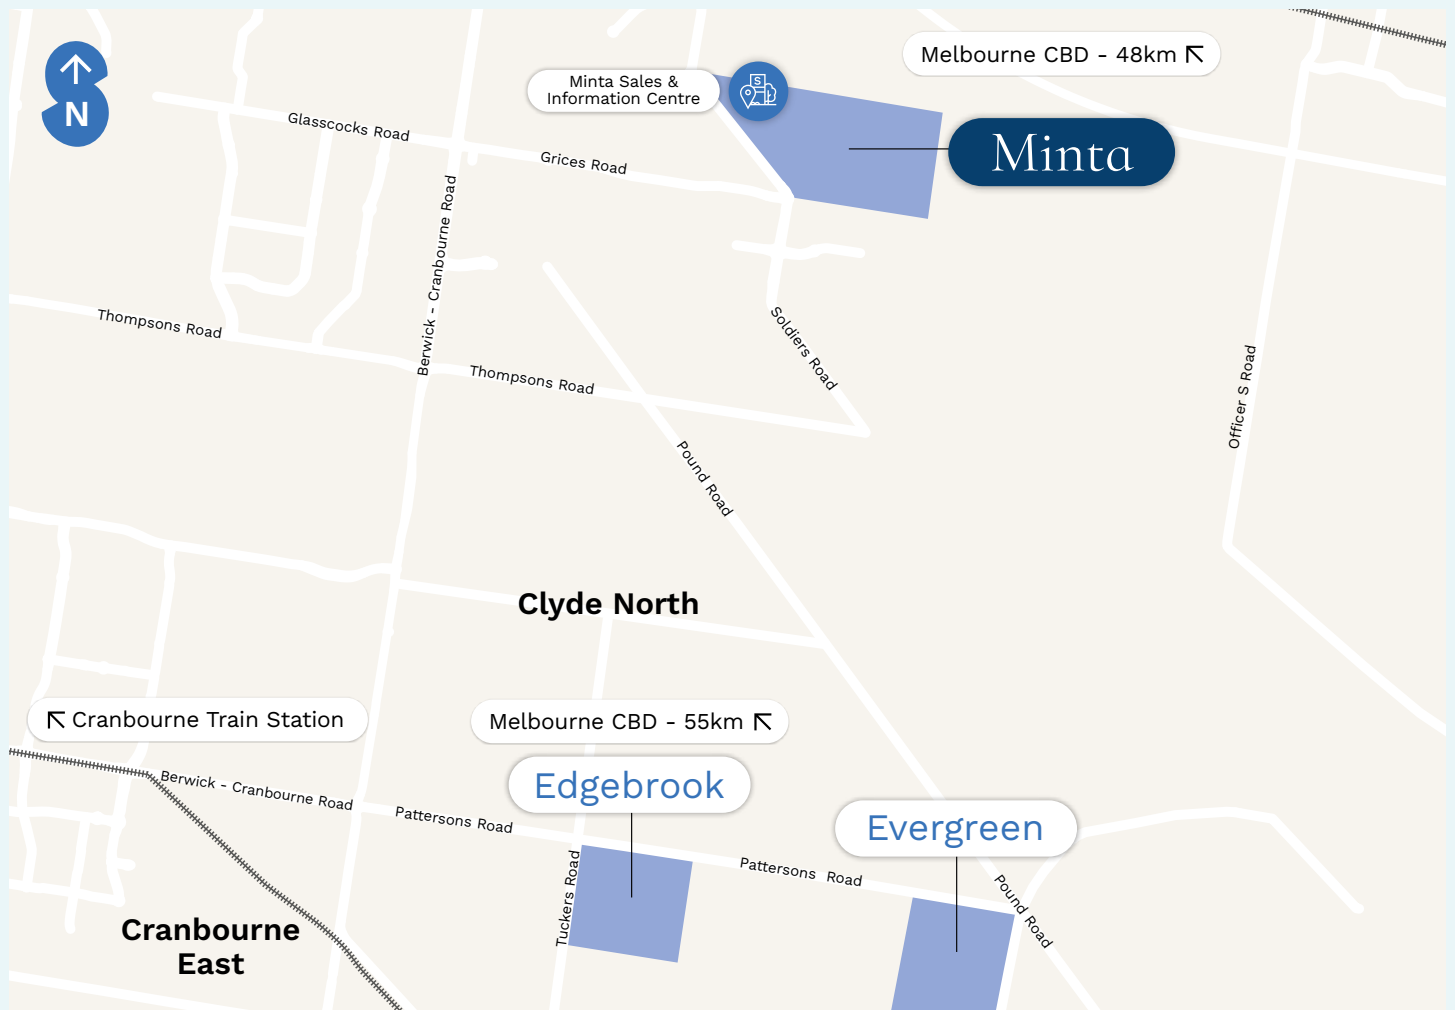 N
Melbourne CBD - 48km
Minta Sales &
Information Centre
S
Minta
Glasscocks Road
Grices Road
Berwick - Cranbourne Road
Thompsons Road
Thompsons Road
Soldiers Road
Officer S Road
Pound Road
Clyde North
Cranbourne Train Station
Melbourne CBD - 55km
Edgebrook
Berwick - Cranbourne Road
Pattersons Road
Evergreen
Pattersons Road
Tuckers Road
Pound Road
Cranbourne
East